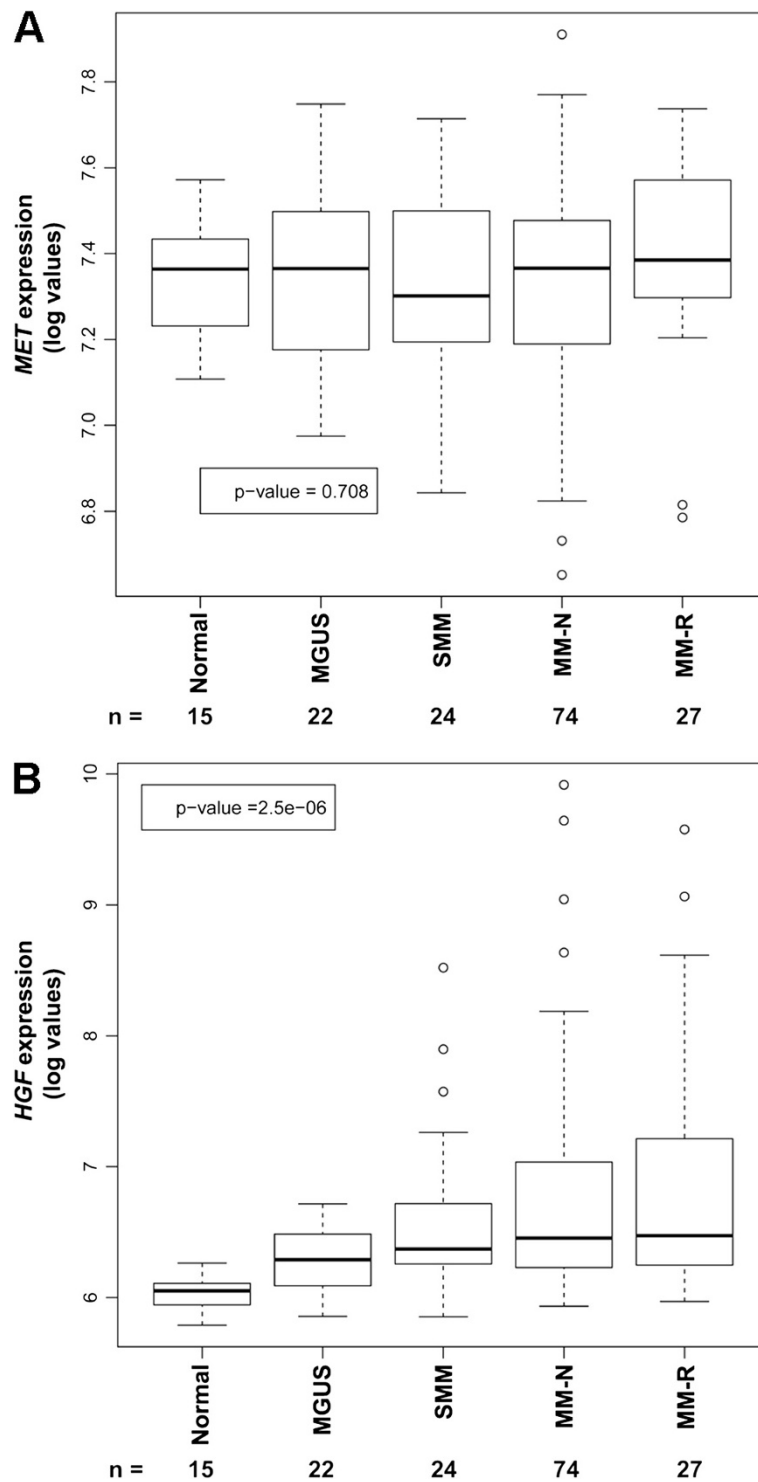 A
MET expression
(log values)
7.8
7.6
7.4
7.2
7.0
6.8
p-value = 0.708
Normal
MGUS
SMM
MM-N
MM-R
n = 15 22 24 74 27
B
HGF expression
(log values)
10
9
8
7
6
p-value =2.5e-06
Normal
MGUS
SMM
MM-N
MM-R
n = 15 22 24 74 27